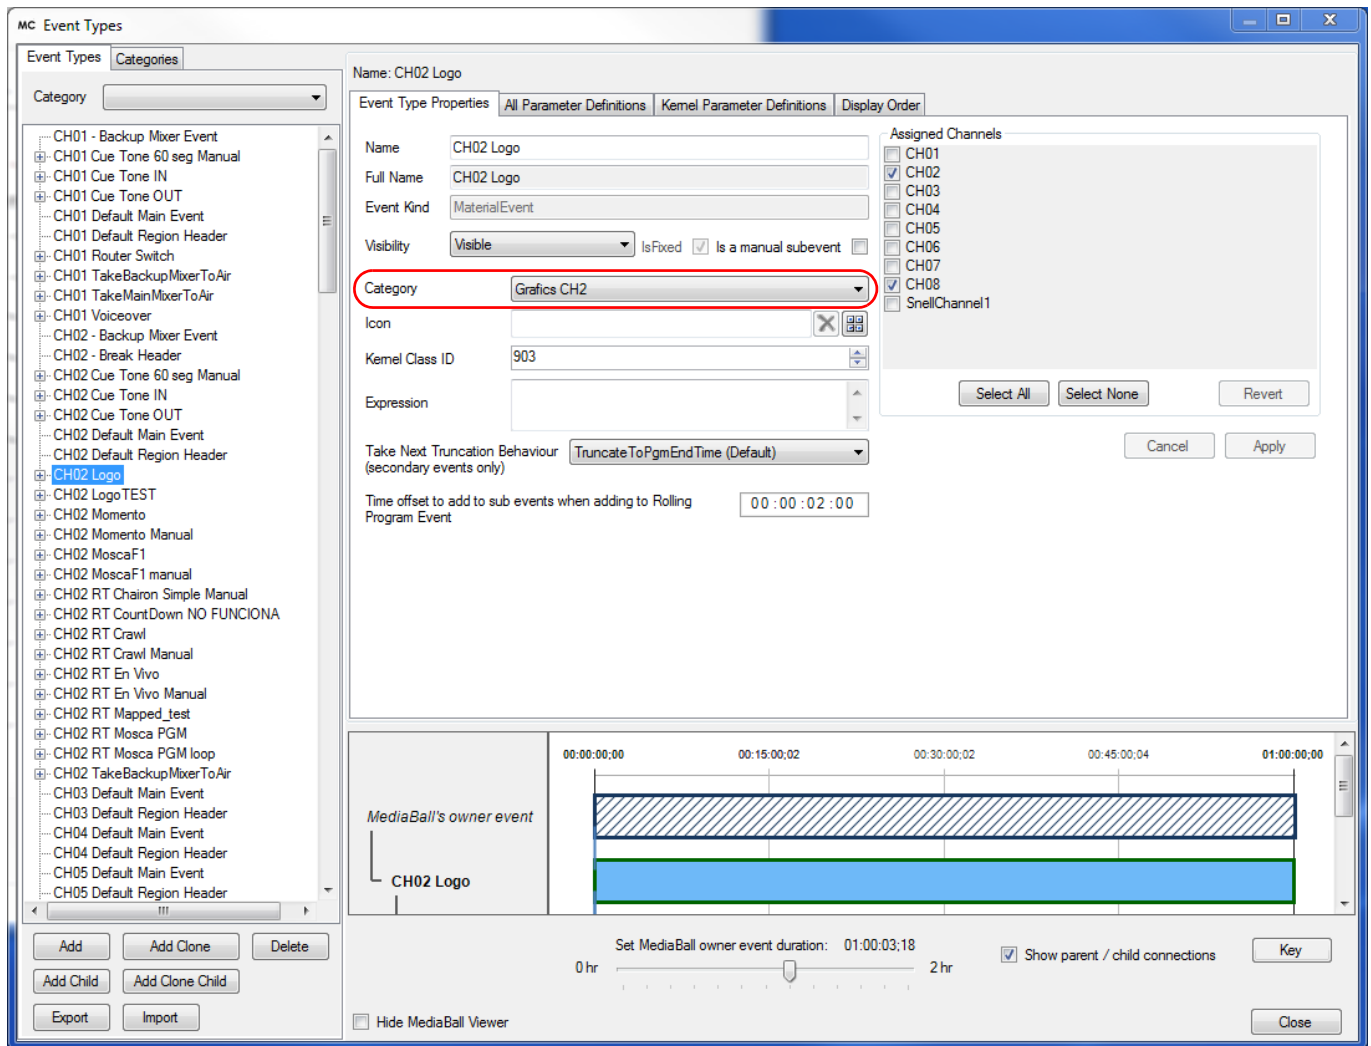 MC Event Types
Event Types
Categories
Category
CH01 - Backup Mixer Event
CH01 Cue Tone 60 seg Manual
CH01 Cue Tone IN
CH01 Cue Tone OUT
CH01 Default Main Event
CH01 Default Region Header
CH01 Router Switch
CH01 TakeBackupMixerToAir
CH01 TakeMainMixerToAir
CH01 Voiceover
CH02 - Backup Mixer Event
CH02 - Break Header
CH02 Cue Tone 60 seg Manual
CH02 Cue Tone IN
CH02 Cue Tone OUT
CH02 Default Main Event
CH02 Default Region Header
CH02 Logo
CH02 LogoTEST
CH02 Momento
CH02 Momento Manual
CH02 MoscaF1
CH02 MoscaF1 manual
CH02 RT Chairon Simple Manual
CH02 RT CountDown NO FUNCIONA
CH02 RT Crawl
CH02 RT Crawl Manual
CH02 RT En Vivo
CH02 RT En Vivo Manual
CH02 RT Mapped_test
CH02 RT Mosca PGM
CH02 RT Mosca PGM loop
CH02 TakeBackupMixerToAir
CH03 Default Main Event
CH03 Default Region Header
CH04 Default Main Event
CH04 Default Region Header
CH05 Default Main Event
CH05 Default Region Header
Add
Add Clone
Delete
Add Child
Add Clone Child
Export
Import
Name: CH02 Logo
Event Type Properties
All Parameter Definitions
Kernel Parameter Definitions
Display Order
Name
CH02 Logo
Full Name
CH02 Logo
Event Kind
MaterialEvent
Visibility
Visible
IsFixed
Is a manual subevent
Category
Grafics CH2
Icon
Kernel Class ID
903
Expression
Take Next Truncation Behaviour
(secondary events only)
TruncateToPgmEndTime (Default)
Time offset to add to sub events when adding to Rolling
Program Event
00:00:02:00
Assigned Channels
CH01
CH02
CH03
CH04
CH05
CH06
CH07
CH08
SnellChannel1
Select All
Select None
Revert
Cancel
Apply
00:00:00;00
00:15:00;02
00:30:00;02
00:45:00;04
01:00:00;00
MediaBall's owner event
CH02 Logo
Set MediaBall owner event duration: 01:00:03;18
0 hr
2 hr
Show parent / child connections
Key
Hide MediaBall Viewer
Close